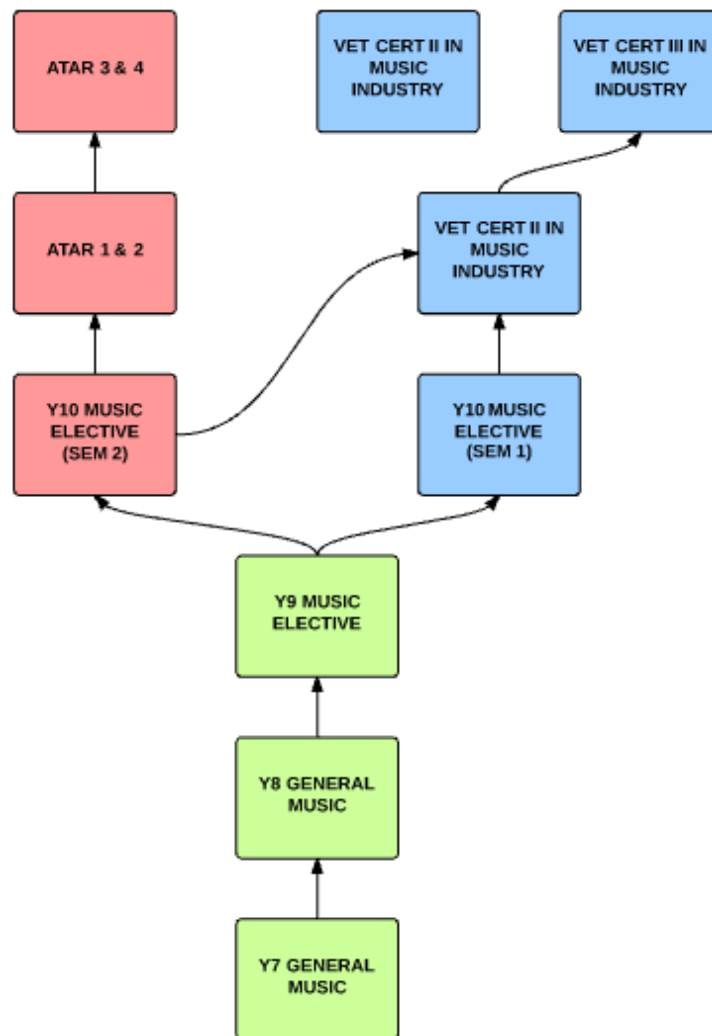 ATAR 3 & 4
VET CERT II IN
MUSIC
INDUSTRY
VET CERT III IN
MUSIC
INDUSTRY
ATAR 1 & 2
VET CERT II IN
MUSIC
INDUSTRY
Y10 MUSIC
ELECTIVE
(SEM 2)
Y10 MUSIC
ELECTIVE
(SEM 1)
Y9 MUSIC
ELECTIVE
Y8 GENERAL
MUSIC
Y7 GENERAL
MUSIC